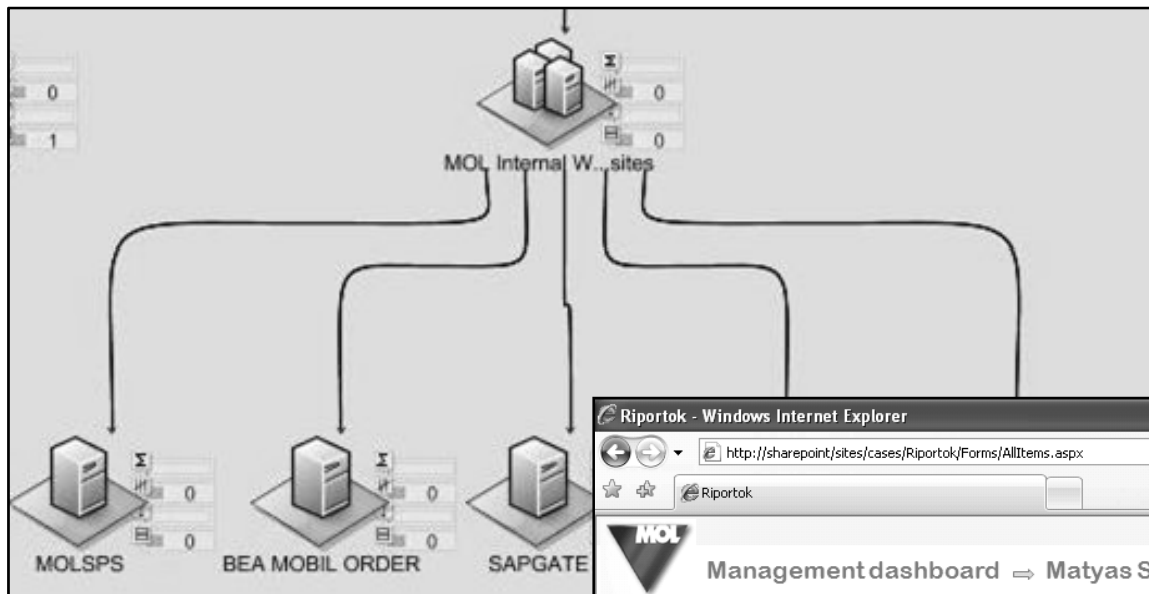 0
1
Σ
0
0
MOL Internal W...sites
Σ
0
0
MOLSPS
Σ
0
0
BEA MOBIL ORDER
SAPGATE
Riportok - Windows Internet Explorer
http://sharepoint/sites/cases/Riportok/Forms/AllItems.aspx
Riportok
MOL
Management dashboard ⇨ Matyas S